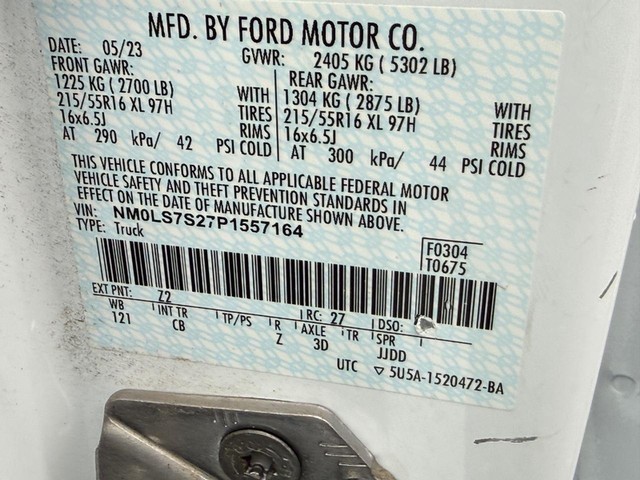 MFD. BY FORD MOTOR CO.
DATE: 05/23 GVWR: 2405 KG ( 5302 LB)
FRONT GAWR: REAR GAWR:
1225 KG ( 2700 LB) WITH 1304 KG ( 2875 LB) WITH
215/55R16 XL 97H TIRES 215/55R16 XL 97H TIRES
16x6.5J RIMS 16x6.5J RIMS
AT 290 kPa/ 42 PSI COLD AT 300 kPa/ 44 PSI COLD
THIS VEHICLE CONFORMS TO ALL APPLICABLE FEDERAL MOTOR
VEHICLE SAFETY AND THEFT PREVENTION STANDARDS IN
EFFECT ON THE DATE OF MANUFACTURE SHOWN ABOVE.
VIN: NM0LS7S27P1557164
TYPE: Truck
F0304
T0675
EXT PNT: 7Z RC: 27 DSO:
WB INT TR TP/PS R AXLE TR SPR
121 CB Z 3D JJDD
UTC ▽ 5U5A-1520472-BA